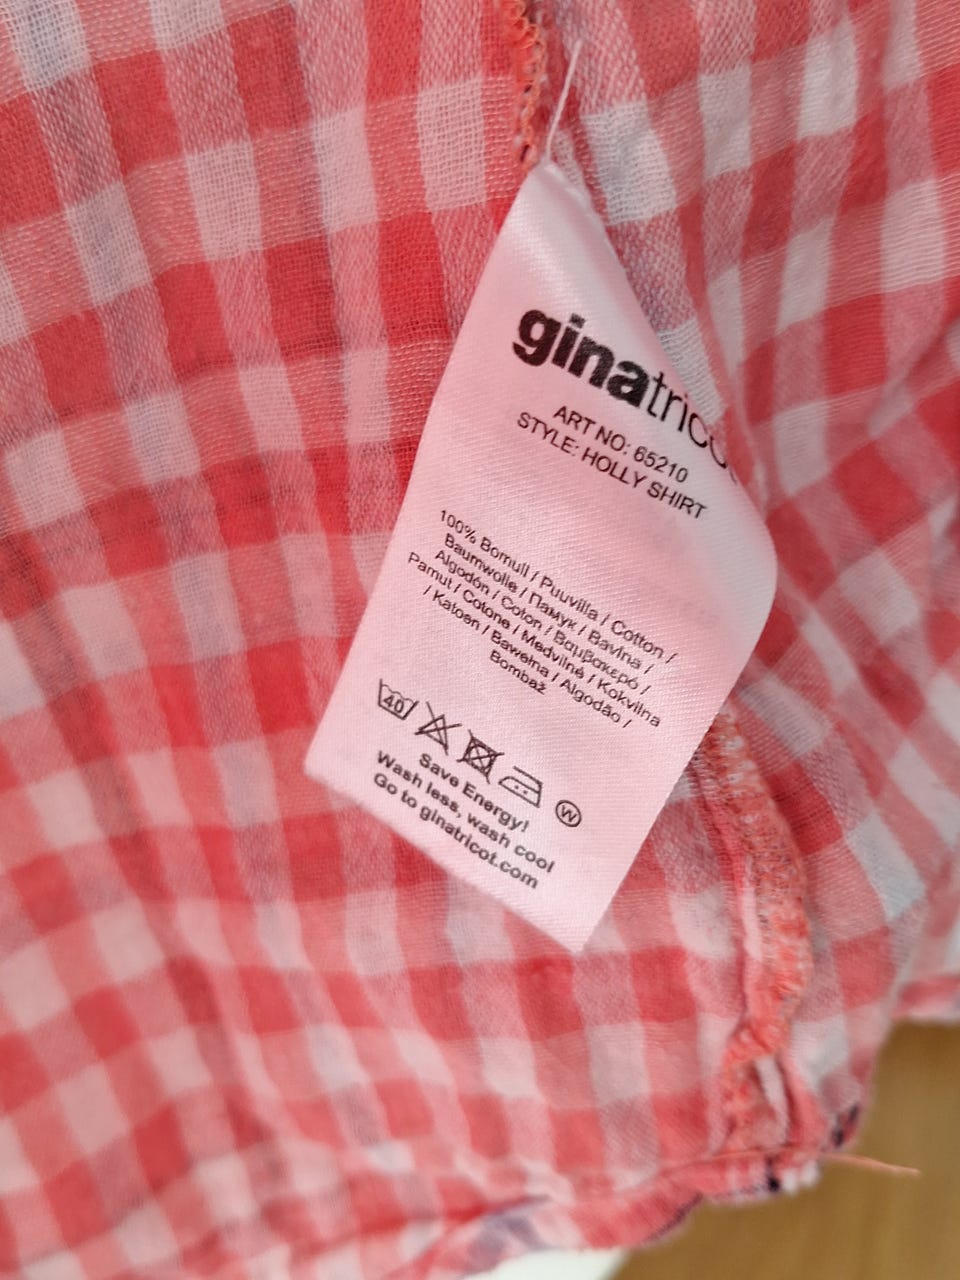 ginatricot
ART NO: 65210
STYLE: HOLLY SHIRT
100% Bomull / Puuvilla / Cotton /
Baumwolle / Памук / Bavlna /
Algodón / Coton / Βαμβακερό /
Pamut / Cotone / Medvilnė / Kokvilna
/ Katoen / Bawełna / Algodão /
Bombaž
40
W
Save Energy!
Wash less, wash cool
Go to ginatricot.com